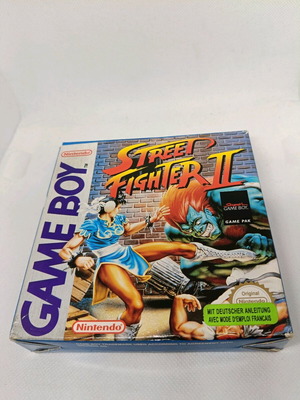 Nintendo
GAME BOY
STREET
FIGHTER II
GAME BOY
GAME PAK
Original
Nintendo
Nintendo
MIT DEUTSCHER ANLEITUNG
AVEC MODE D'EMPLOI FRANCAIS